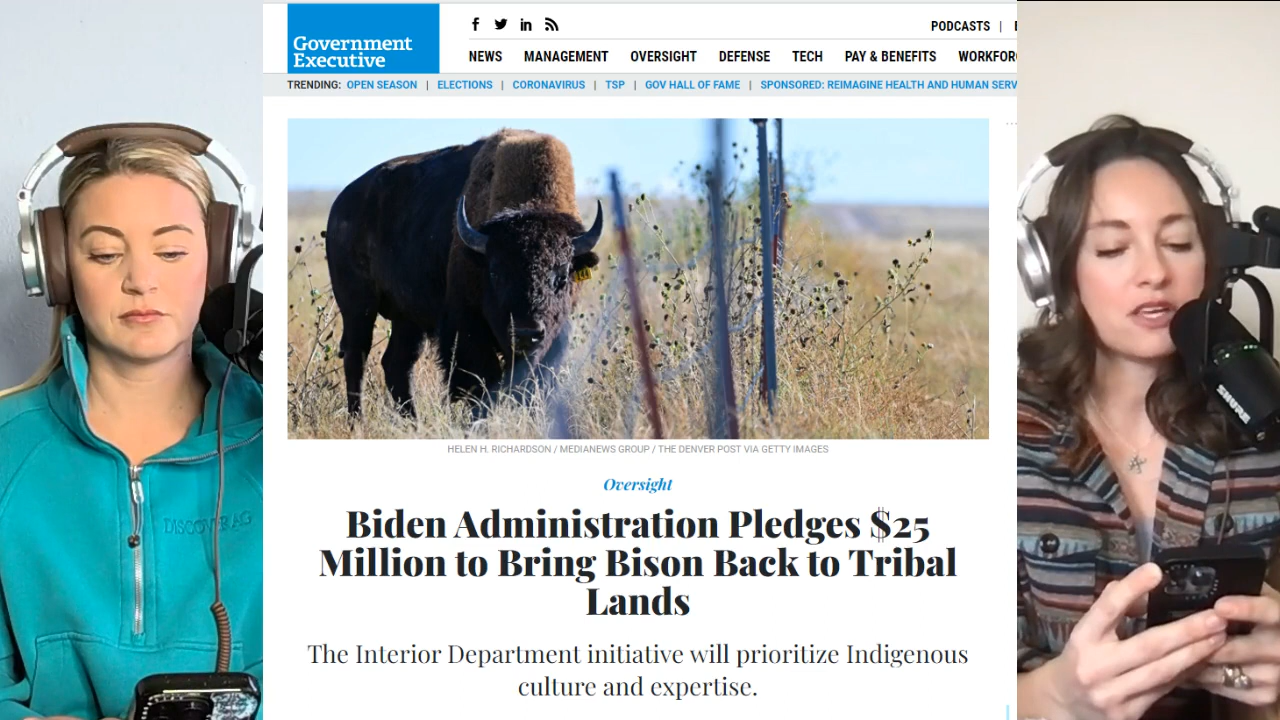 Government
Executive
PODCASTS |
NEWS MANAGEMENT OVERSIGHT DEFENSE TECH PAY & BENEFITS
TRENDING: OPEN SEASON | ELECTIONS | CORONAVIRUS | TSP | GOV HALL OF FAME | SPONSORED: REIMAGINE HEALTH AND HUMAN
HELEN H. RICHARDSON / MEDIANEWS GROUP / THE DENVER POST VIA GETTY IMAGES
Oversight
Biden Administration Pledges $25
Million to Bring Bison Back to Tribal
Lands
The Interior Department initiative will prioritize Indigenous
culture and expertise.
DISCOVER AG
SHURE